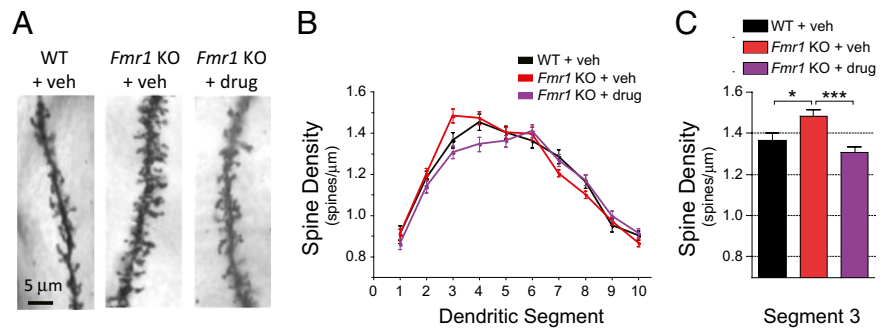 A
WT
+ veh
Fmr1 KO
+ veh
Fmr1 KO
+ drug
5 μm
B
WT + veh
Fmr1 KO + veh
Fmr1 KO + drug
Spine Density
(spines/μm)
1.6
1.4
1.2
1.0
0.8
0 1 2 3 4 5 6 7 8 9 10
Dendritic Segment
C
WT + veh
Fmr1 KO + veh
Fmr1 KO + drug
* ***
Spine Density
(spines/μm)
1.6
1.4
1.2
1.0
0.8
Segment 3